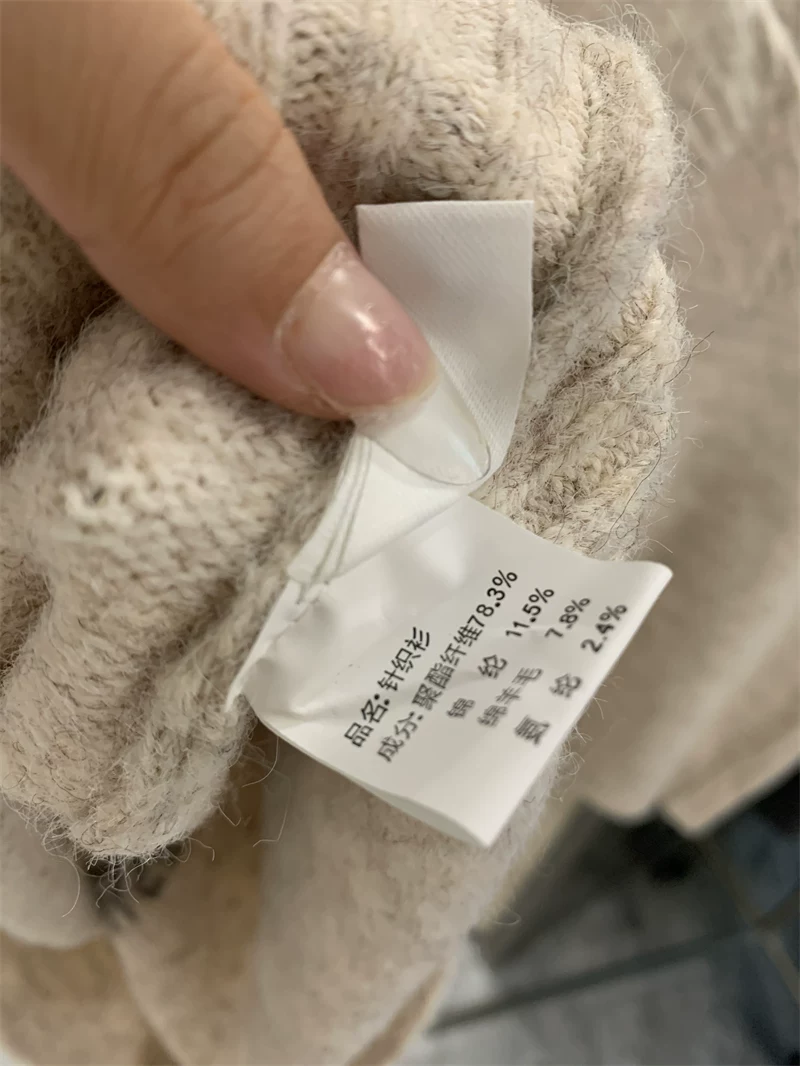 品名: 针织衫
成分: 聚酯纤维78.3%
锦 纶 11.5%
绵羊毛 7.8%
氨 纶 2.4%